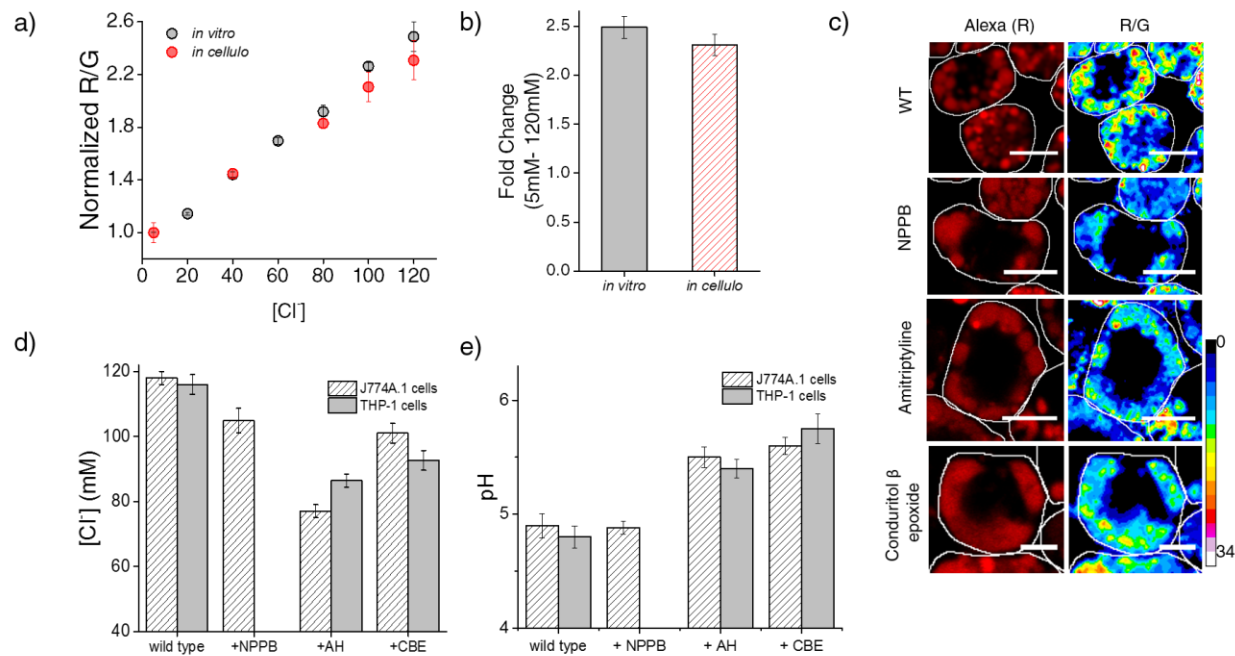 a)
Normalized R/G
2.6
2.2
1.8
1.4
1.0
in vitro
in cellulo
0 20 40 60 80 100 120
[Cl⁻]
b)
Fold Change
(5mM- 120mM)
2.5
2.0
1.5
1.0
0.5
0.0
in vitro in cellulo
c)
Alexa (R) R/G
WT
NPPB
Amitriptyline
Conduritol β
epoxide
0
34
d)
[Cl⁻] (mM)
120
100
80
60
40
J774A.1 cells
THP-1 cells
wild type +NPPB +AH +CBE
e)
pH
6
5
4
J774A.1 cells
THP-1 cells
wild type + NPPB + AH + CBE